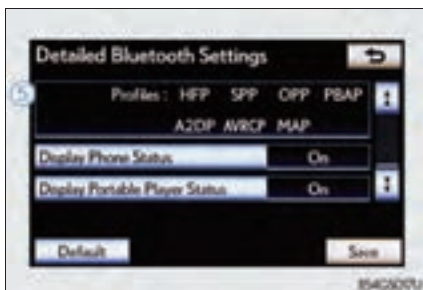 Detailed Bluetooth Settings
5
Profiles: HFP SPP OPP PBAP
A2DP AVRCP MAP
Display Phone Status On
Display Portable Player Status On
Default Save